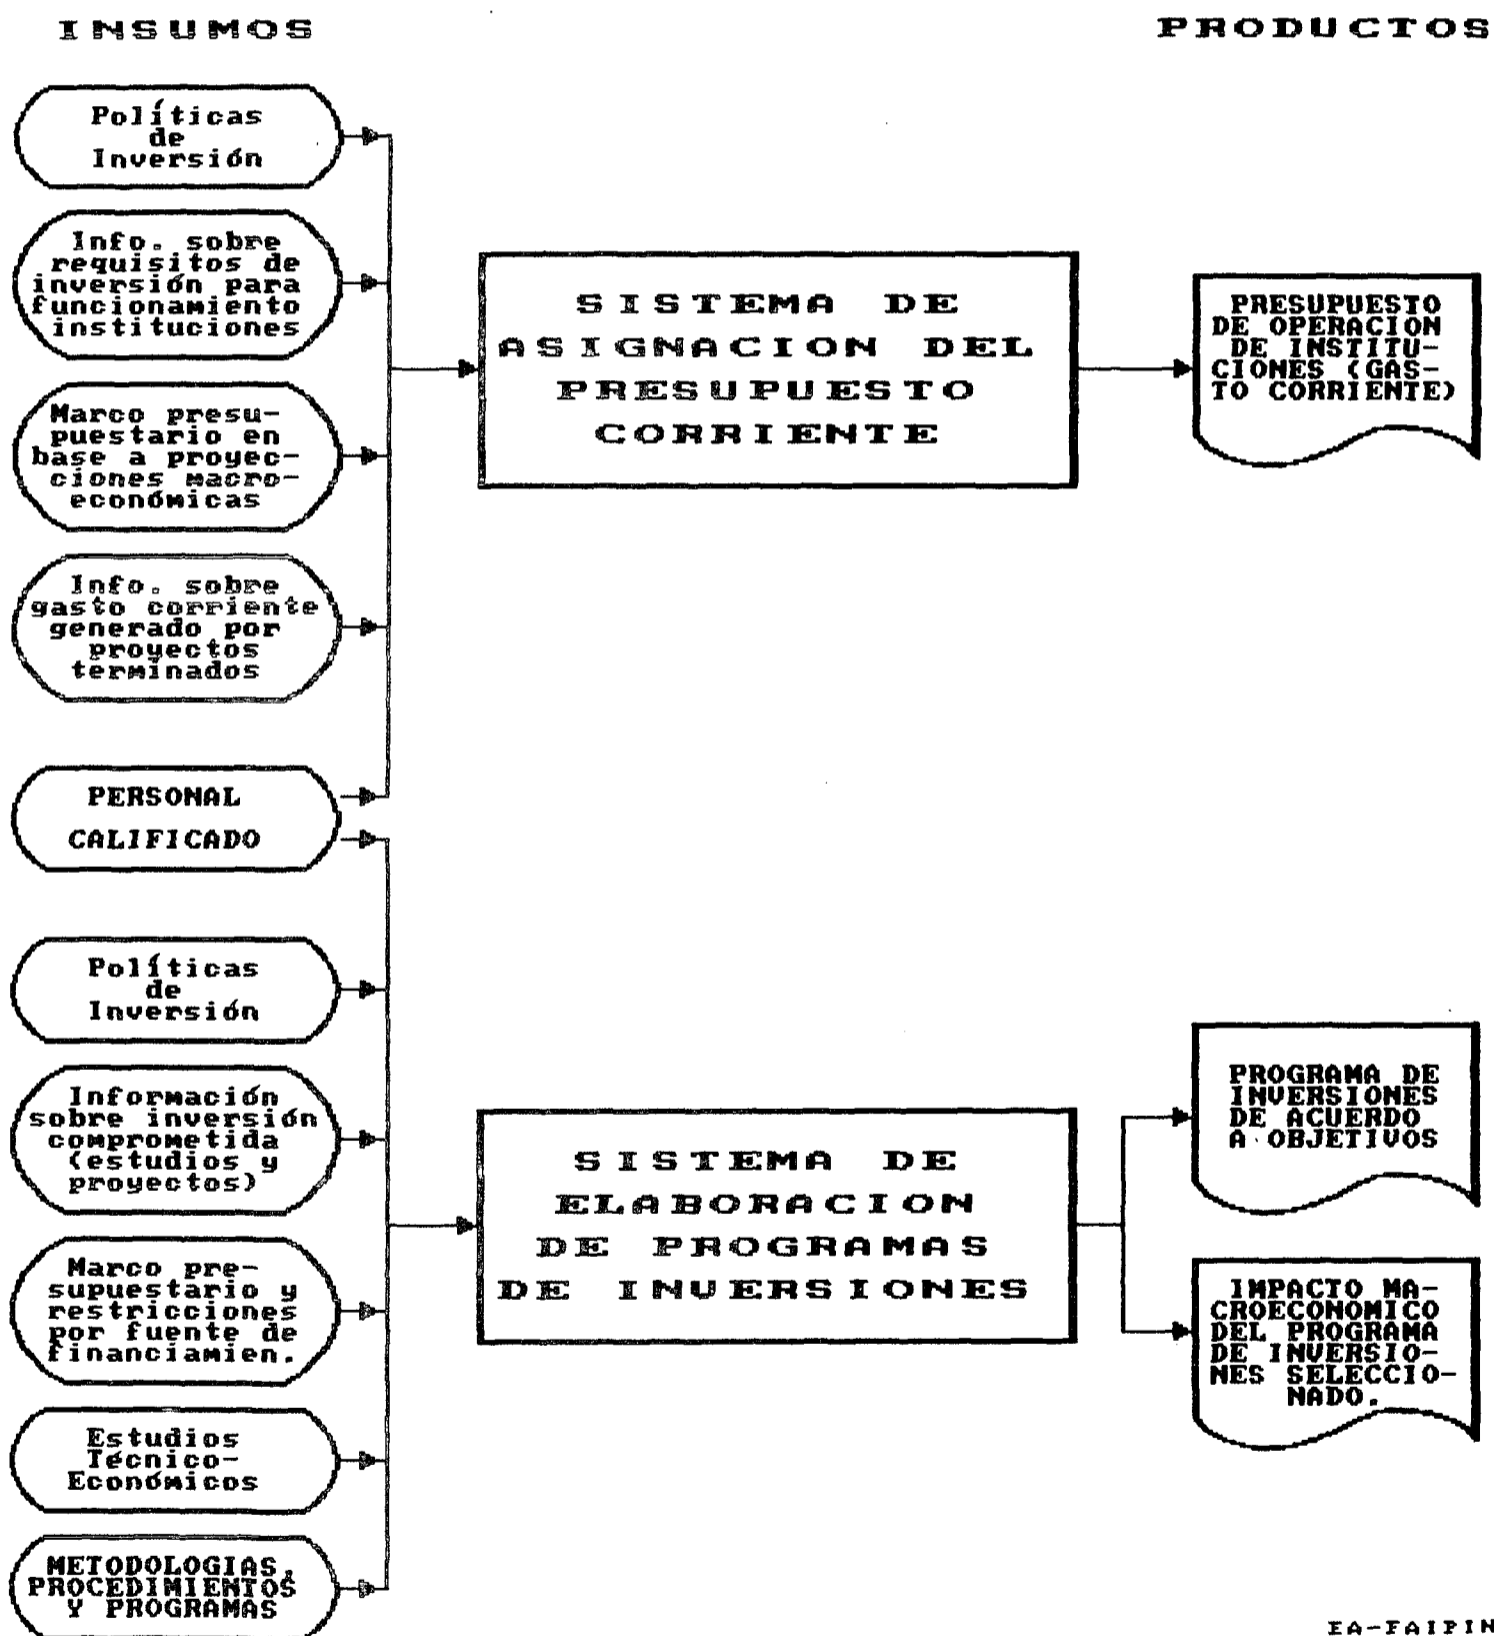 INSUMOS
PRODUCTOS
Políticas
de
Inversión
Info. sobre
requisitos de
inversión para
funcionamiento
instituciones
Marco presu-
puestario en
base a proyec-
ciones macro-
económicas
Info. sobre
gasto corriente
generado por
proyectos
terminados
SISTEMA DE
ASIGNACION DEL
PRESUPUESTO
CORRIENTE
PRESUPUESTO
DE OPERACION
DE INSTITU-
CIONES (GAS-
TO CORRIENTE)
PERSONAL
CALIFICADO
Políticas
de
Inversión
Información
sobre inversión
comprometida
(estudios y
proyectos)
Marco pre-
supuestario y
restricciones
por fuente de
financiamien.
Estudios
Técnico-
Económicos
METODOLOGIAS,
PROCEDIMIENTOS
Y PROGRAMAS
SISTEMA DE
ELABORACION
DE PROGRAMAS
DE INVERSIONES
PROGRAMA DE
INVERSIONES
DE ACUERDO
A OBJETIVOS
IMPACTO MA-
CROECONOMICO
DEL PROGRAMA
DE INVERSIO-
NES SELECCIO-
NADO.
EA-FAIPIN